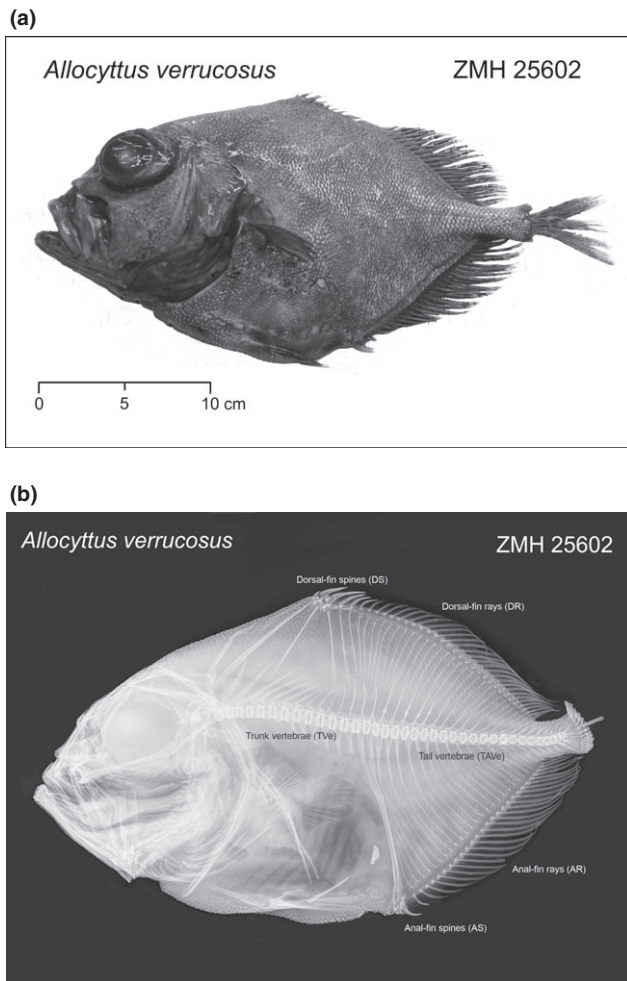 (a)
Allocyttus verrucosus ZMH 25602
0 5 10 cm
(b)
Allocyttus verrucosus ZMH 25602
Dorsal-fin spines (DS)
Dorsal-fin rays (DR)
Trunk vertebrae (TVe)
Tail vertebrae (TAVe)
Anal-fin rays (AR)
Anal-fin spines (AS)